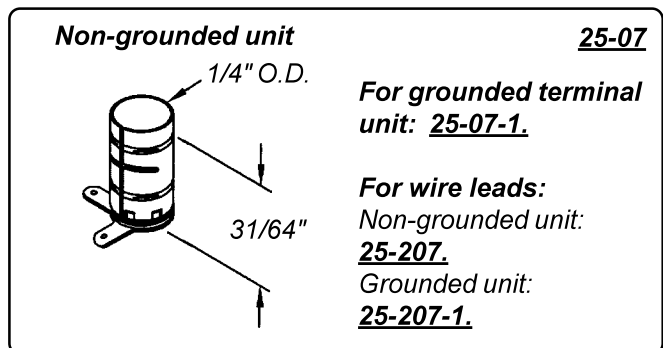 Non-grounded unit
25-07
1/4" O.D.
31/64"
For grounded terminal
unit: 25-07-1.
For wire leads:
Non-grounded unit:
25-207.
Grounded unit:
25-207-1.